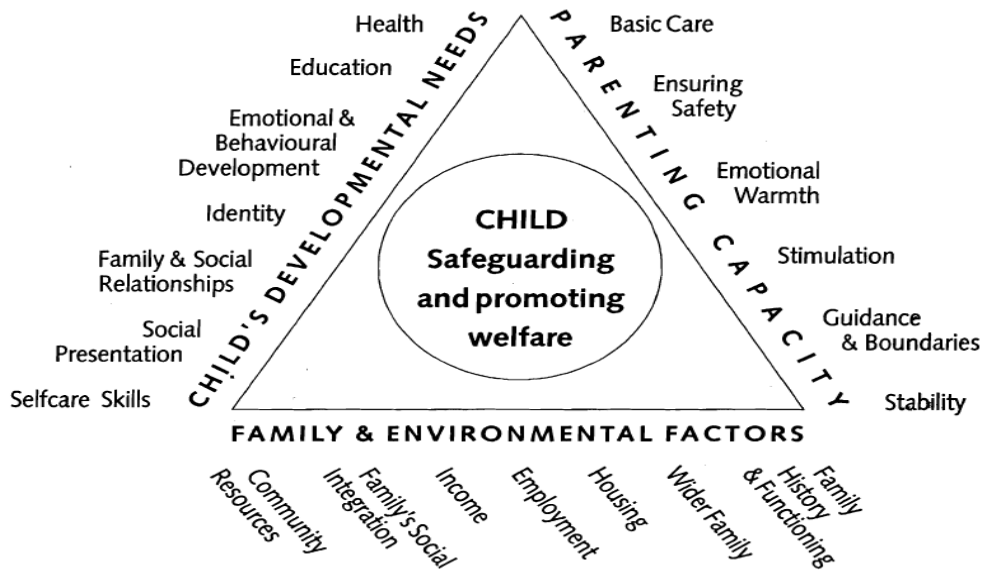 Health
Education
Emotional &
Behavioural
Development
Identity
Family & Social
Relationships
Social
Presentation
Selfcare Skills
CHILD'S DEVELOPMENTAL NEEDS
CHILD
Safeguarding
and promoting
welfare
PARENTING CAPACITY
Basic Care
Ensuring
Safety
Emotional
Warmth
Stimulation
Guidance
& Boundaries
Stability
FAMILY & ENVIRONMENTAL FACTORS
Community
Resources
Family's Social
Integration
Income
Employment
Housing
Wider Family
Family
History
& Functioning